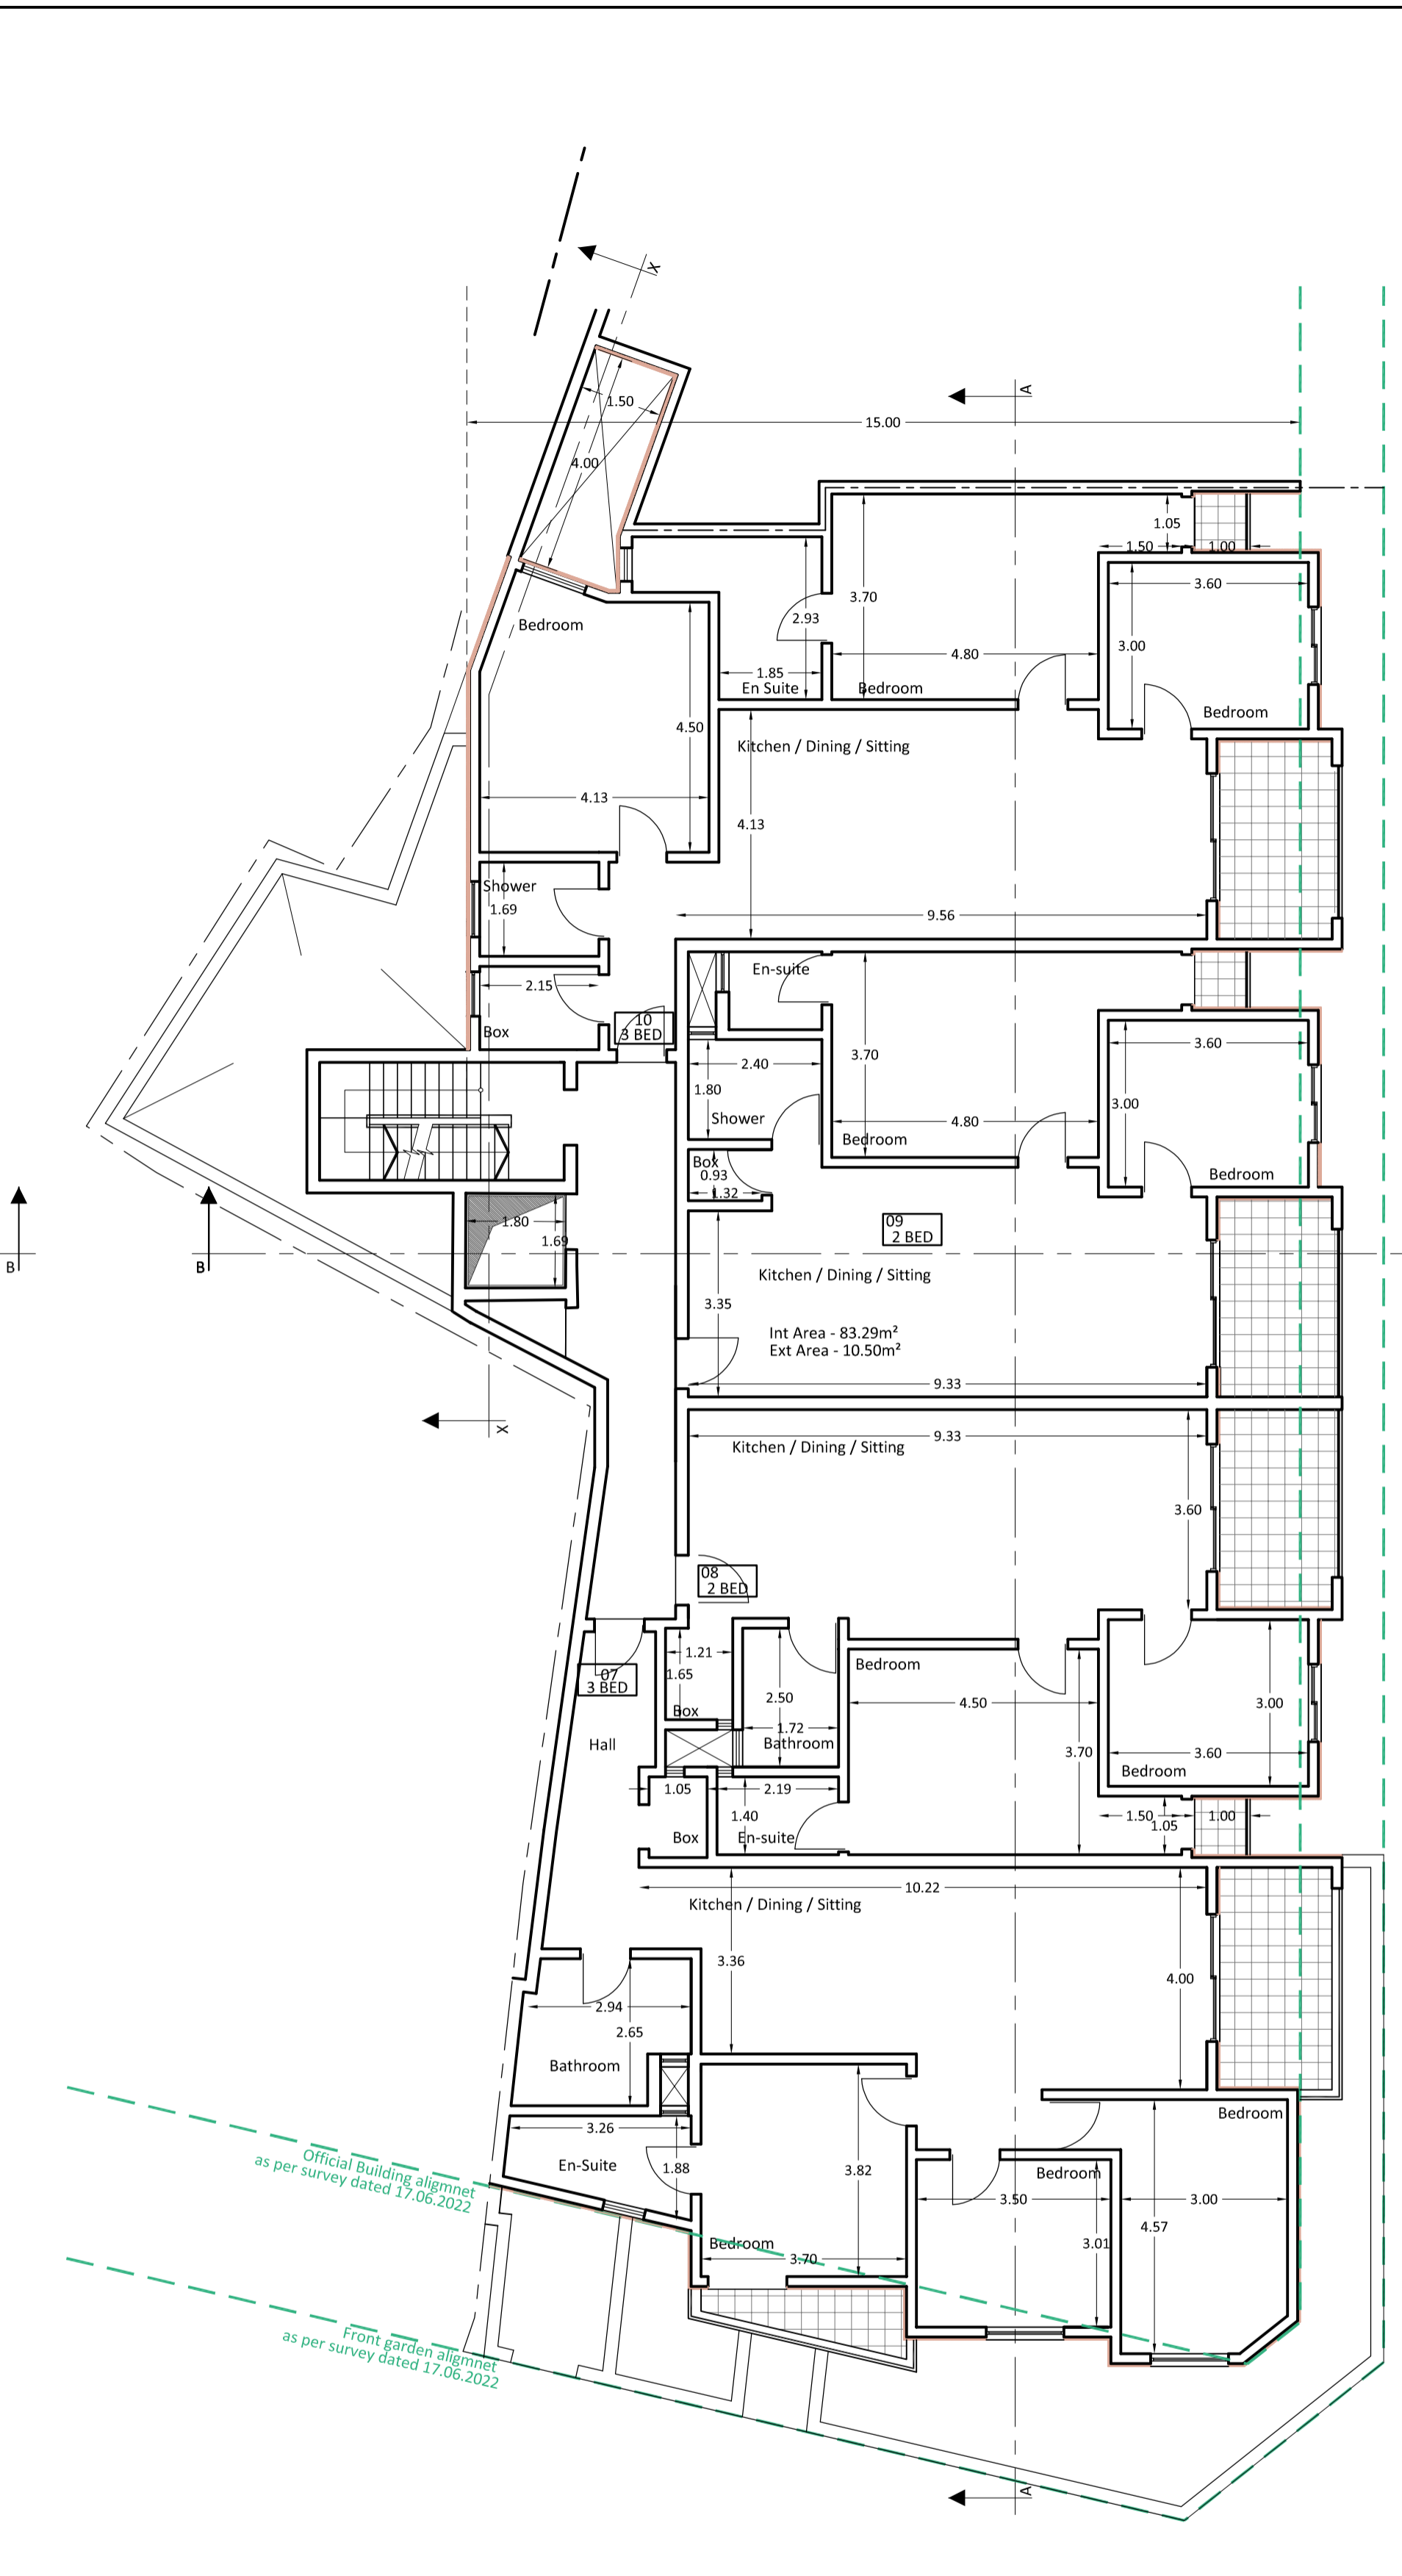 X
A
1.50
15.00
4.00
1.05
1.50
1.00
3.60
3.70
2.93
Bedroom
3.00
4.80
1.85
En Suite
Bedroom
Bedroom
4.50
Kitchen / Dining / Sitting
4.13
4.13
Shower
1.69
9.56
En-suite
2.15
Box
10
3 BED
3.60
3.70
2.40
1.80
3.00
Shower
4.80
Bedroom
Box
0.93
1.32
Bedroom
1.80
1.69
09
2 BED
B
B
Kitchen / Dining / Sitting
3.35
Int Area - 83.29m²
Ext Area - 10.50m²
9.33
X
9.33
Kitchen / Dining / Sitting
3.60
08
2 BED
07
3 BED
1.21
1.65
Box
2.50
1.72
Bathroom
Bedroom
4.50
3.00
Hall
3.70
3.60
Bedroom
1.05
2.19
1.40
Box
En-suite
1.50
1.05
1.00
10.22
Kitchen / Dining / Sitting
3.36
4.00
2.94
2.65
Bathroom
Bedroom
3.26
En-Suite
1.88
3.82
Bedroom
3.50
3.00
4.57
3.01
Bedroom
3.70
Official Building aligmnet
as per survey dated 17.06.2022
Front garden aligmnet
as per survey dated 17.06.2022
A